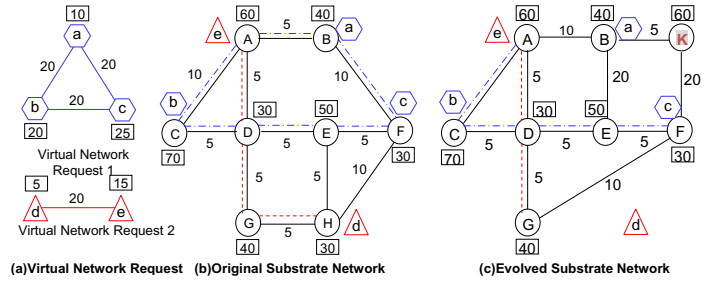 10
a
20
20
b
20
c
20
25
Virtual Network
Request 1
5
20
15
d
e
Virtual Network Request 2
(a)Virtual Network Request
60
5
40
e
A
B
a
10
5
10
b
c
30
50
C
D
E
F
5
5
5
70
30
5
5
10
G
H
d
5
40
30
(b)Original Substrate Network
60
40
60
e
A
10
B
a
5
K
5
20
20
b
30
50
c
C
D
E
F
5
5
5
70
30
5
10
G
d
40
(c)Evolved Substrate Network